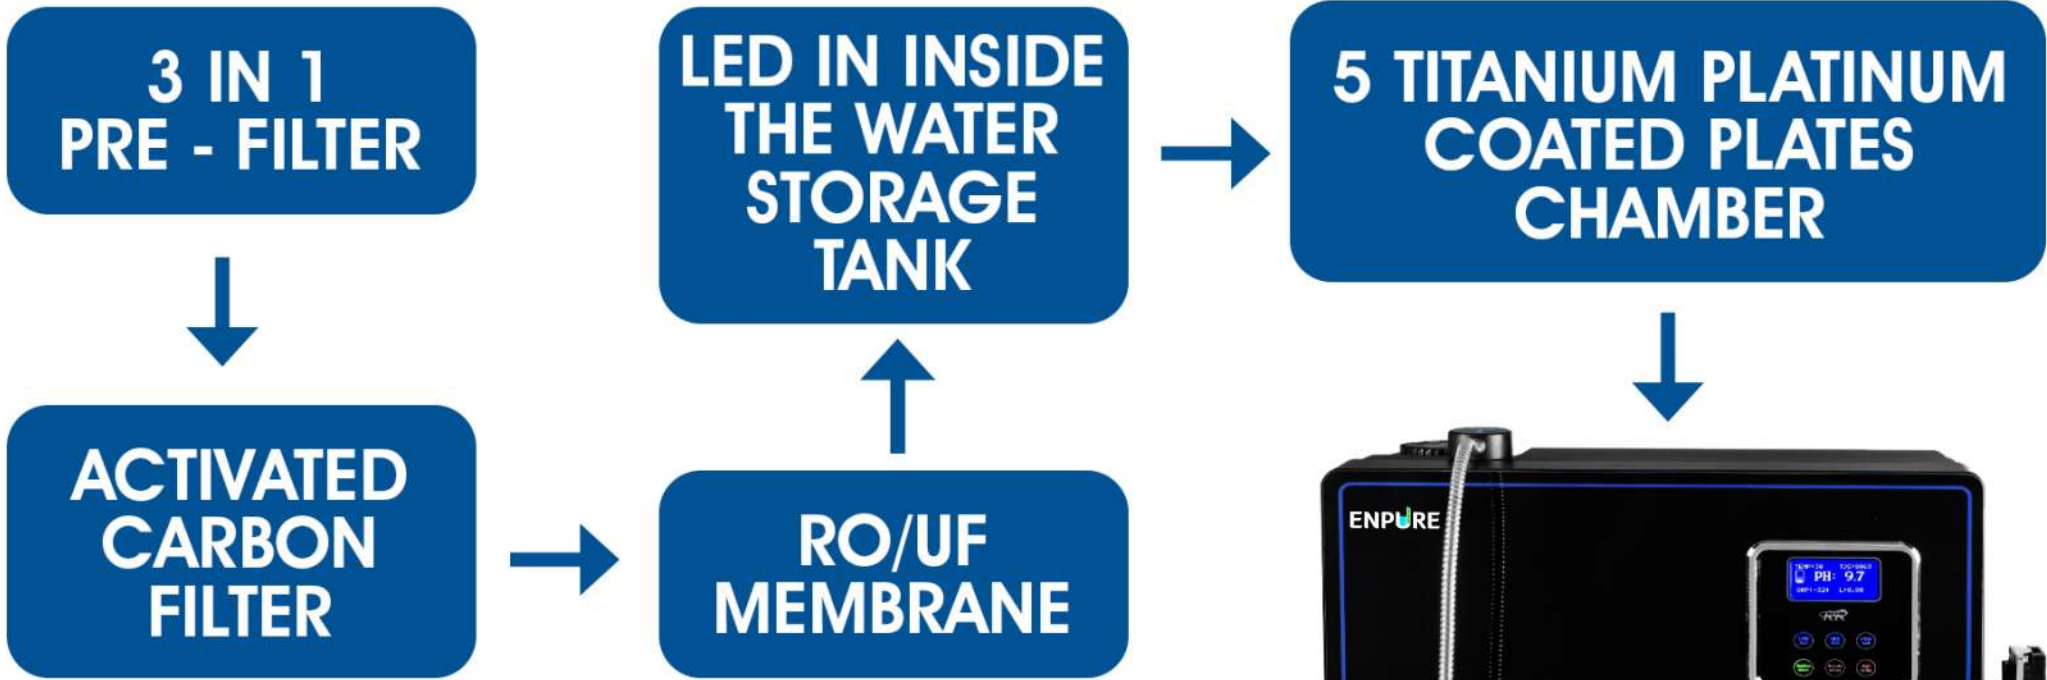 3 IN 1
PRE - FILTER
ACTIVATED
CARBON
FILTER
RO/UF
MEMBRANE
LED IN INSIDE
THE WATER
STORAGE
TANK
5 TITANIUM PLATINUM
COATED PLATES
CHAMBER
ENPURE
PH: 9.7